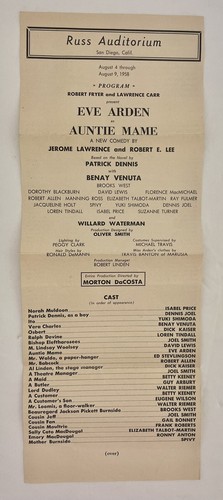 Russ Auditorium
San Diego, Calif.
August 4 through
August 9, 1958
• PROGRAM •
ROBERT FRYER and LAWRENCE CARR
present
EVE ARDEN
in
AUNTIE MAME
A NEW COMEDY BY
JEROME LAWRENCE and ROBERT E. LEE
Based on the Novel by
PATRICK DENNIS
with
BENAY VENUTA
BROOKS WEST
DOROTHY BLACKBURN DAVID LEWIS FLORENCE MacMICHAEL
ROBERT ALLEN MANNING ROSS ELIZABETH TALBOT-MARTIN RAY FULMER
JACQUELINE HOLT SPIVY YUKI SHIMODA DENNIS JOEL
LOREN TINDALL ISABEL PRICE SUZANNE TURNER
and
WILLARD WATERMAN
Production Designed by
OLIVER SMITH
Lighting by
PEGGY CLARK
Costumes Supervised by
MICHAEL TRAVIS
Hair Styles by
RONALD DeMANN
Miss Arden's clothes by
TRAVIS BANTON of MARUSIA
Production Manager
ROBERT LINDEN
Entire Production Directed by
MORTON DaCOSTA
CAST
(In order of appearance)
Norah Muldoon ISABEL PRICE
Patrick Dennis, as a boy DENNIS JOEL
Ito YUKI SHIMODA
Vera Charles BENAY VENUTA
Osbert DICK KAISER
Ralph Devine LOREN TINDALL
Bishop Eleftharosees JOEL SMITH
M. Lindsay Woolsey DAVID LEWIS
Auntie Mame EVE ARDEN
Mr. Waldo, a paper-hanger ED STEVLINGSON
Mr. Babcock ROBERT ALLEN
Al Linden, the stage manager DICK KAISER
A Theatre Manager JOEL SMITH
A Maid BETTY KEENEY
A Butler GUY ARBURY
Lord Dudley WALTER RIEMER
A Customer BETTY KEENEY
A Customer's Son EUGENE WILSON
Mr. Loomis, a floor-walker WALTER RIEMER
Beauregard Jackson Pickett Burnside BROOKS WEST
Cousin Jeff JOEL SMITH
Cousin Fan GAIL BONNEY
Cousin Moultrie FRANK ROBERTS
Sally Cato MacDougal ELIZABETH TALBOT-MARTIN
Emory MacDougal RONNY ANTON
Mother Burnside SPIVY
(over)